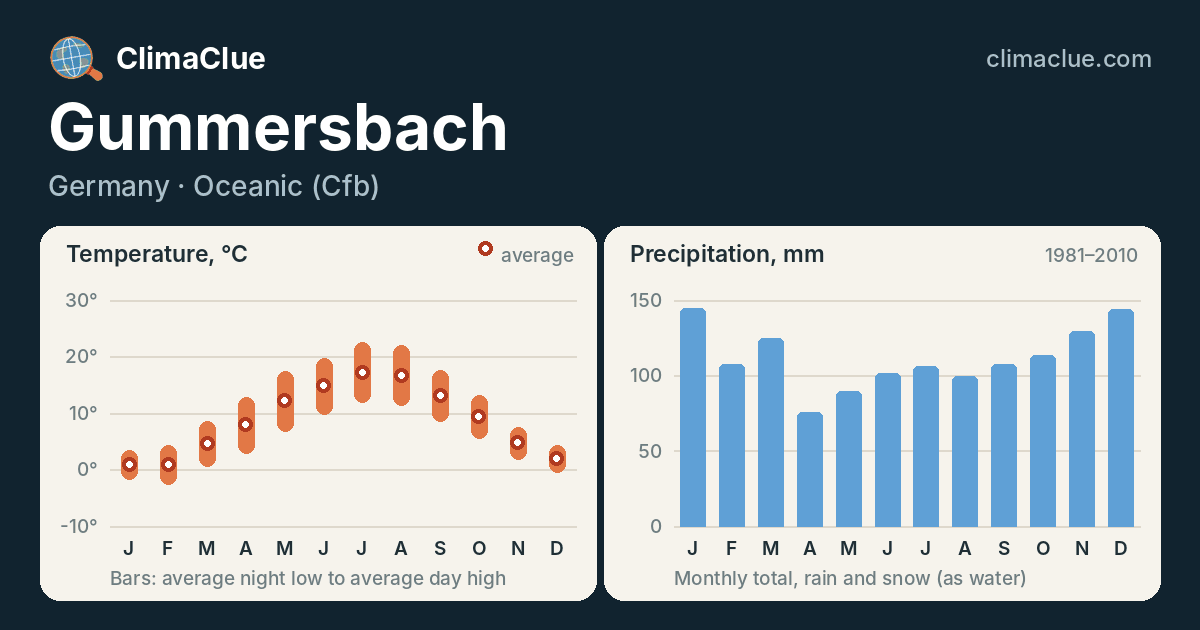 ClimaClue
climaclue.com
Gummersbach
Germany · Oceanic (Cfb)
Temperature, °C
average
30°
20°
10°
0°
-10°
J F M A M J J A S O N D
Bars: average night low to average day high
Precipitation, mm
1981–2010
150
100
50
0
J F M A M J J A S O N D
Monthly total, rain and snow (as water)